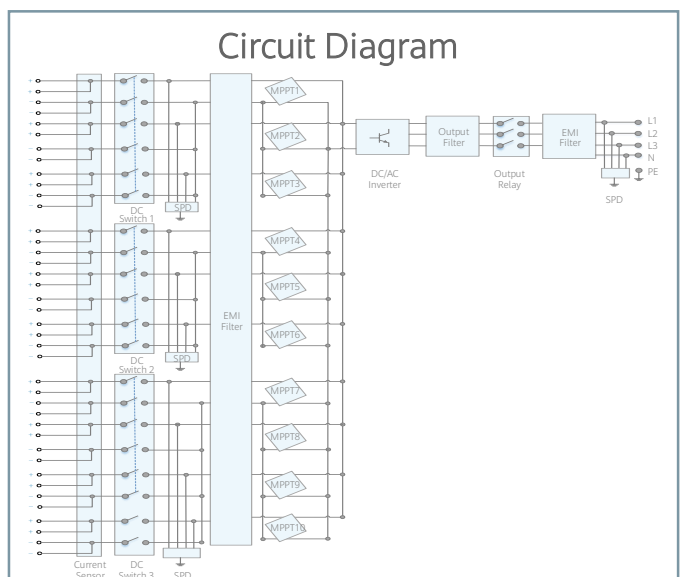 Circuit Diagram
MPPT1
MPPT2
MPPT3
SPD
DC
Switch 1
MPPT4
MPPT5
MPPT6
SPD
DC
Switch 2
EMI
Filter
MPPT7
MPPT8
MPPT9
MPPT10
Current
Sensor
DC
Switch 3
SPD
DC/AC
Inverter
Output
Filter
Output
Relay
EMI
Filter
SPD
L1
L2
L3
N
PE